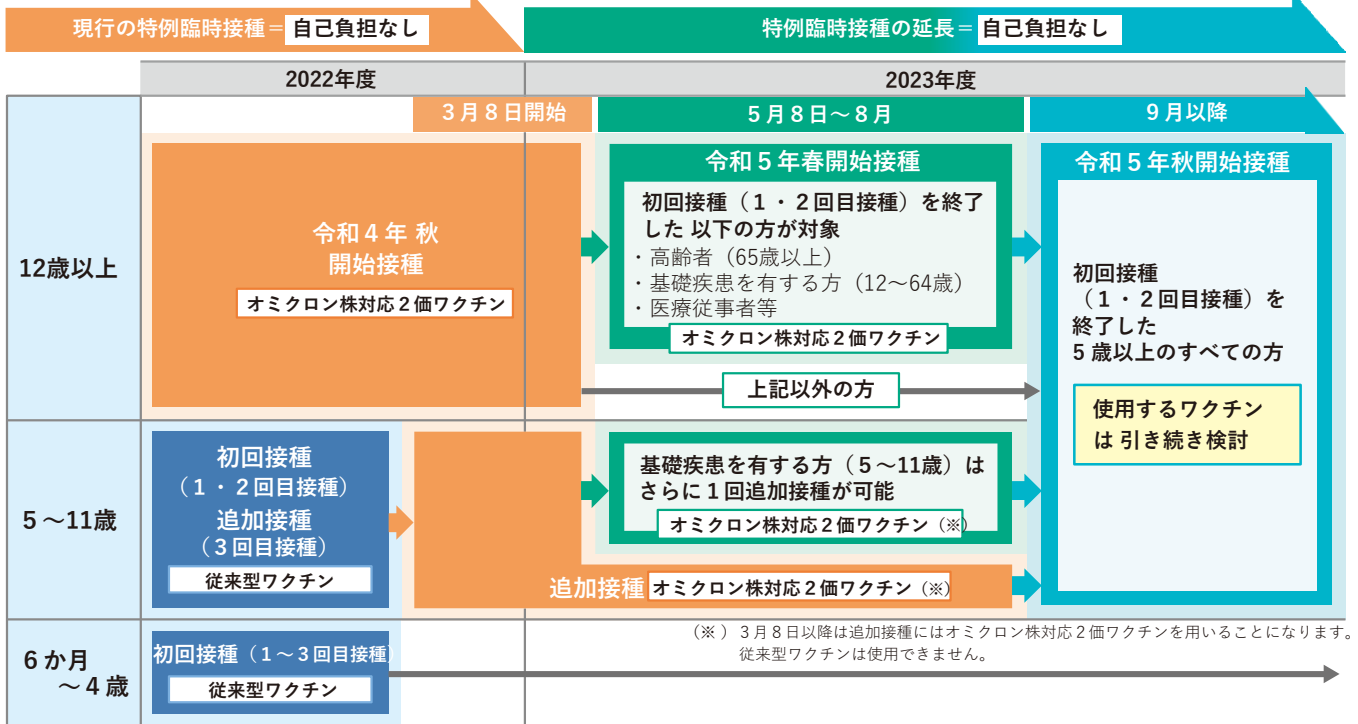 現行の特例臨時接種＝ 自己負担なし
特例臨時接種の延長＝ 自己負担なし
2022年度
2023年度
３月８日開始
５月８日～８月
９月以降
12歳以上
令和４年 秋
開始接種
オミクロン株対応２価ワクチン
令和５年春開始接種
初回接種（１・２回目接種）を終了
した 以下の方が対象
・高齢者（65歳以上）
・基礎疾患を有する方（12～64歳）
・医療従事者等
オミクロン株対応２価ワクチン
上記以外の方
令和５年秋開始接種
初回接種
（１・２回目接種）を
終了した
５歳以上のすべての方
使用するワクチン
は 引き続き検討
５～11歳
初回接種
（１・２回目接種）
追加接種
（３回目接種）
従来型ワクチン
基礎疾患を有する方（５～11歳）は
さらに１回追加接種が可能
オミクロン株対応２価ワクチン（※）
追加接種 オミクロン株対応２価ワクチン（※）
（※ ）３月８日以降は追加接種にはオミクロン株対応２価ワクチンを用いることになります。
従来型ワクチンは使用できません。
６か月
～４歳
初回接種（１～３回目接種）
従来型ワクチン